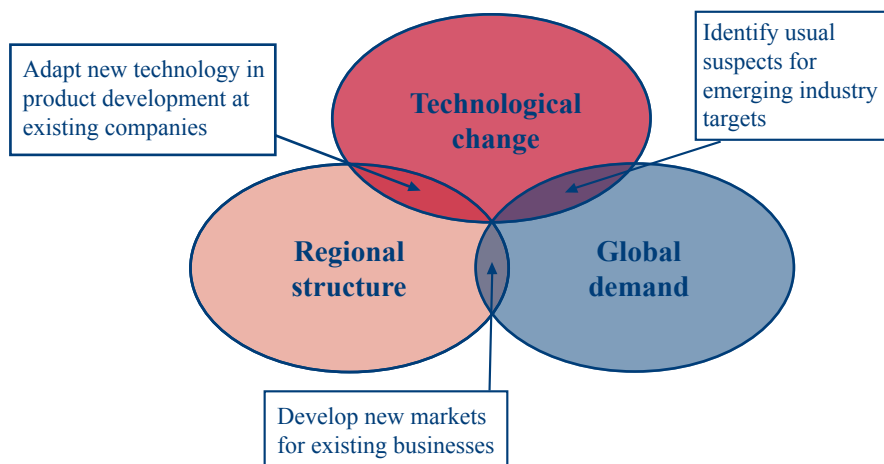 Adapt new technology in
product development at
existing companies
Identify usual
suspects for
emerging industry
targets
Technological
change
Regional
structure
Global
demand
Develop new markets
for existing businesses